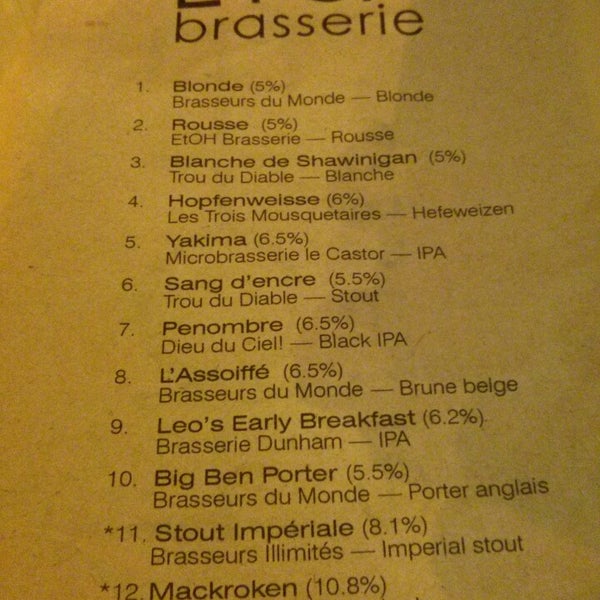 brasserie
1. Blonde (5%)
Brasseurs du Monde — Blonde
2. Rousse (5%)
EtOH Brasserie — Rousse
3. Blanche de Shawinigan (5%)
Trou du Diable — Blanche
4. Hopfenweisse (6%)
Les Trois Mousquetaires — Hefeweizen
5. Yakima (6.5%)
Microbrasserie le Castor — IPA
6. Sang d'encre (5.5%)
Trou du Diable — Stout
7. Penombre (6.5%)
Dieu du Ciel! — Black IPA
8. L'Assoiffé (6.5%)
Brasseurs du Monde — Brune belge
9. Leo's Early Breakfast (6.2%)
Brasserie Dunham — IPA
10. Big Ben Porter (5.5%)
Brasseurs du Monde — Porter anglais
*11. Stout Impériale (8.1%)
Brasseurs Illimités — Imperial stout
*12. Mackroken (10.8%)